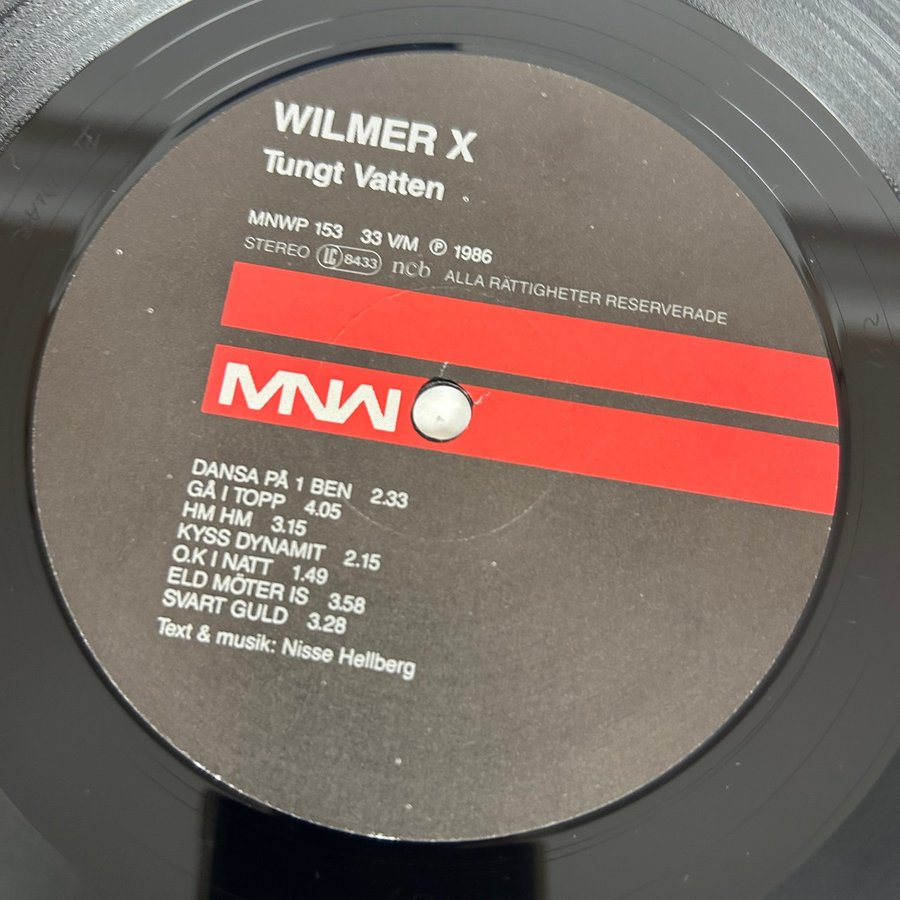 WILMER X
Tungt Vatten
MNWP 153 33 V/M Ⓟ 1986
STEREO LC 8433 ncb ALLA RÄTTIGHETER RESERVERADE
MNW
DANSA PÅ 1 BEN 2.33
GÅ I TOPP 4.05
HM HM 3.15
KYSS DYNAMIT 2.15
O.K I NATT 1.49
ELD MÖTER IS 3.58
SVART GULD 3.28
Text & musik: Nisse Hellberg